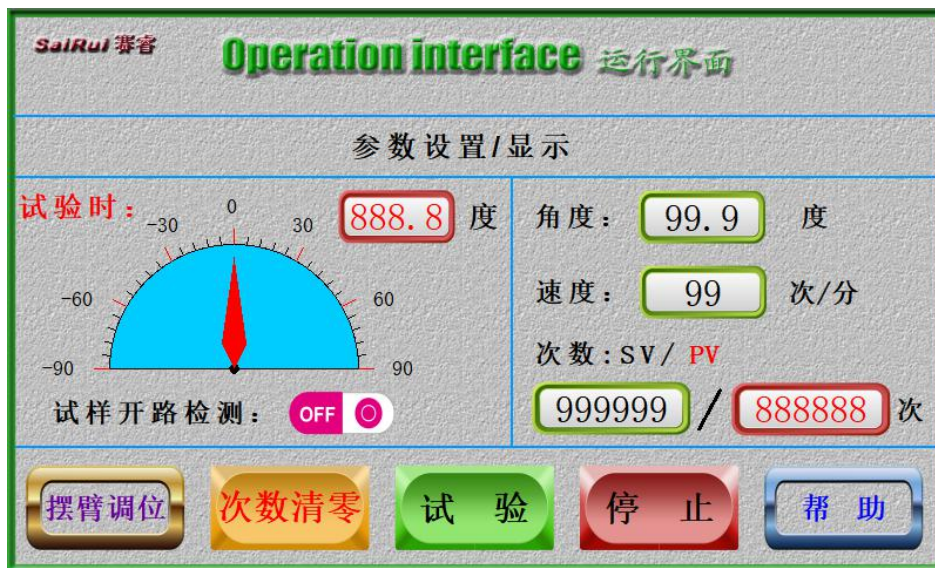 SaiRui 赛睿
Operation interface 运行界面
参数设置/显示
试验时:
888.8 度
-90
-60
-30
0
30
60
90
试样开路检测: OFF
角度: 99.9 度
速度: 99 次/分
次数:SV/ PV
999999 / 888888 次
摆臂调位
次数清零
试 验
停 止
帮 助